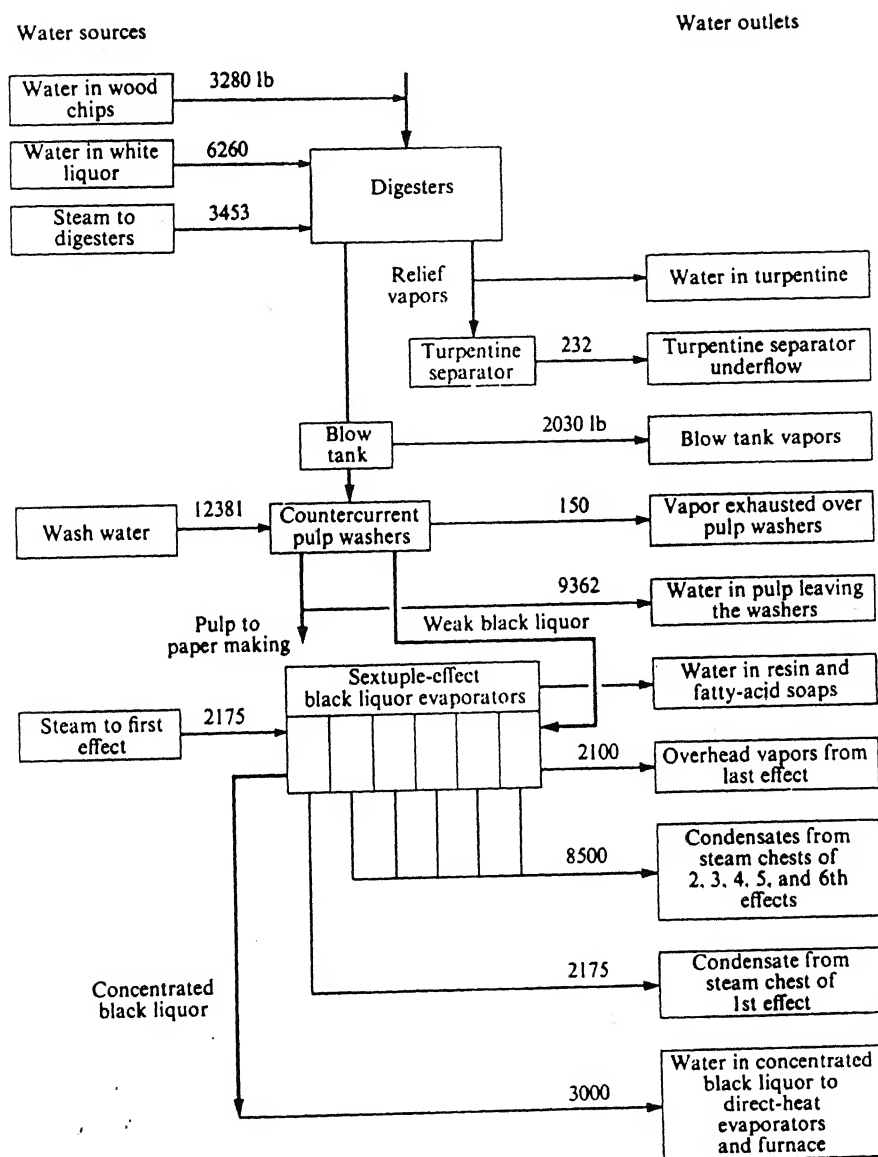 Water sources
Water outlets
Water in wood
chips
3280 lb
Water in white
liquor
6260
Steam to
digesters
3453
Digesters
Relief
vapors
Water in turpentine
Turpentine
separator
232
Turpentine separator
underflow
Blow
tank
2030 lb
Blow tank vapors
Wash water
12381
Countercurrent
pulp washers
150
Vapor exhausted over
pulp washers
9362
Water in pulp leaving
the washers
Pulp to
paper making
Weak black liquor
Sextuple-effect
black liquor evaporators
Water in resin and
fatty-acid soaps
Steam to first
effect
2175
2100
Overhead vapors from
last effect
8500
Condensates from
steam chests of
2, 3, 4, 5, and 6th
effects
Concentrated
black liquor
2175
Condensate from
steam chest of
1st effect
3000
Water in concentrated
black liquor to
direct-heat
evaporators
and furnace